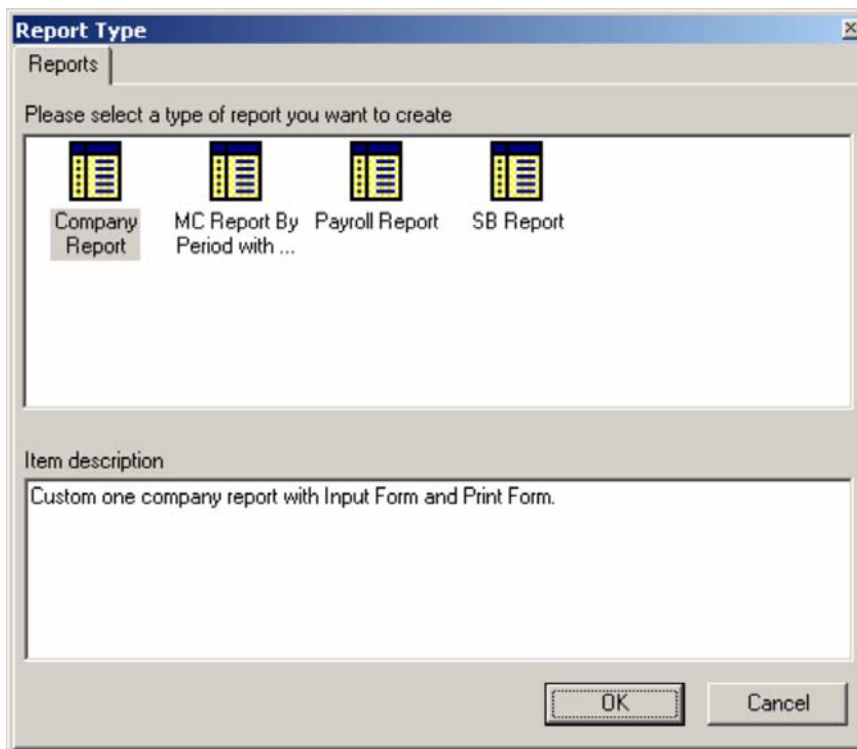 Report Type
Reports
Please select a type of report you want to create
Company
Report
MC Report By
Period with ...
Payroll Report
SB Report
Item description
Custom one company report with Input Form and Print Form.
OK
Cancel